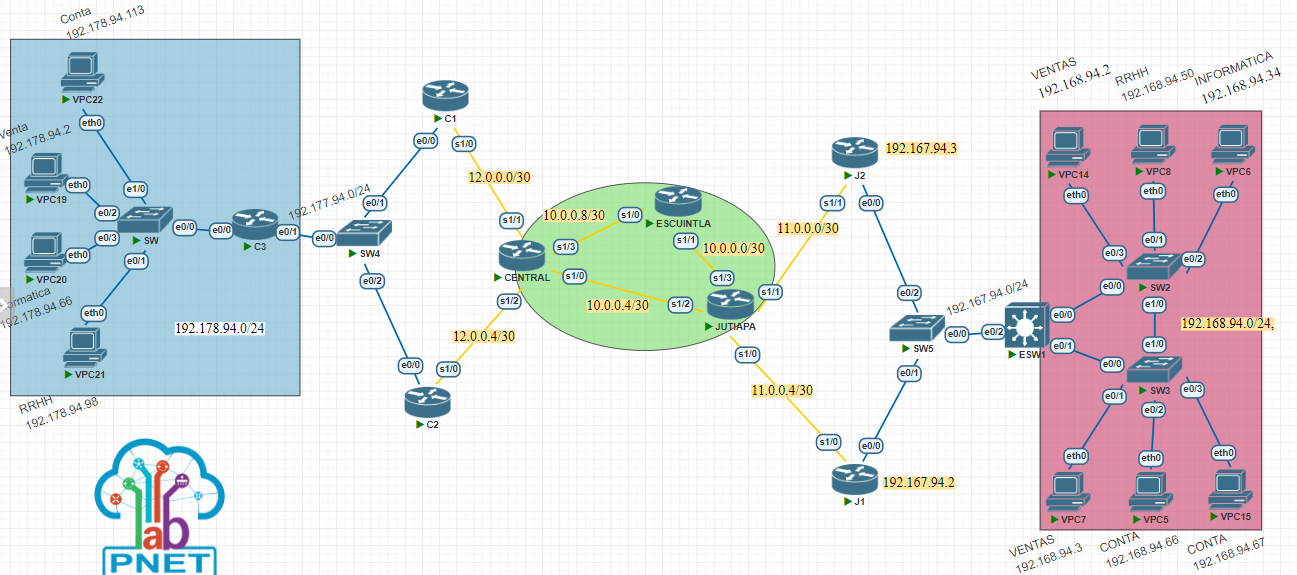 Conta
192.178.94.113
VPC22
eth0
Venta
192.178.94.2
eth0
VPC19
e1/0
e0/2
SW
e0/3
e0/1
eth0
VPC20
192.178.94.66
eth0
VPC21
RRHH
192.178.94.98
192.178.94.0/24
e0/0
e0/0
C3
e0/1
192.177.94.0/24
e0/0
SW4
e0/1
e0/2
C1
e0/0
s1/0
12.0.0.0/30
s1/1
CENTRAL
s1/3
s1/0
s1/2
12.0.0.4/30
e0/0
s1/0
C2
10.0.0.8/30
s1/0
ESCUINTLA
s1/1
10.0.0.0/30
s1/3
10.0.0.4/30
s1/2
JUTIAPA
s1/1
s1/0
11.0.0.0/30
s1/1
J2
192.167.94.3
e0/0
11.0.0.4/30
s1/0
e0/0
J1
192.167.94.2
e0/2
SW5
e0/0
e0/1
192.167.94.0/24
e0/2
ESW1
e0/0
e0/1
VENTAS
192.168.94.2
RRHH
192.168.94.50
INFORMATICA
192.168.94.34
VPC14
eth0
VPC8
eth0
VPC6
eth0
e0/3
e0/1
e0/2
e0/0
SW2
e1/0
192.168.94.0/24,
e1/0
e0/0
SW3
e0/1
e0/2
e0/3
eth0
VPC7
eth0
VPC5
eth0
VPC15
VENTAS
192.168.94.3
CONTA
192.168.94.66
CONTA
192.168.94.67
lab
PNET